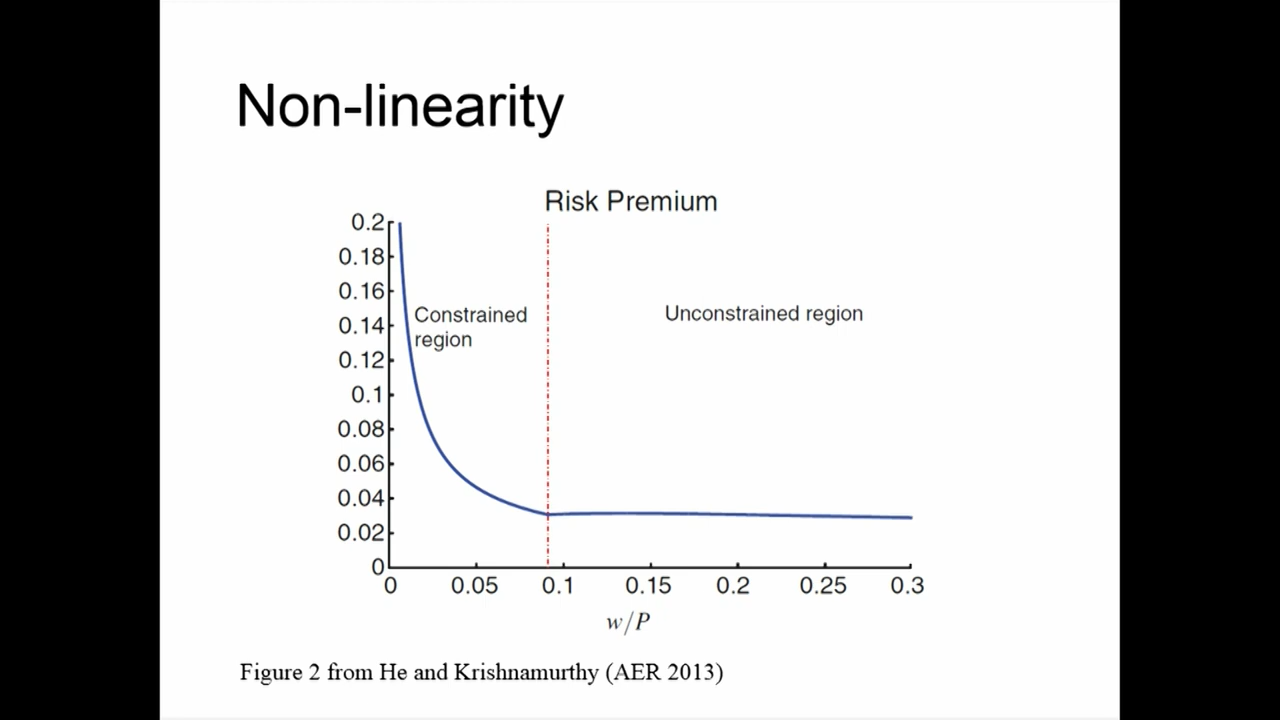 Non-linearity
Risk Premium
0.2
0.18
0.16
0.14
0.12
0.1
0.08
0.06
0.04
0.02
0
Constrained
region
Unconstrained region
0 0.05 0.1 0.15 0.2 0.25 0.3
w/P
Figure 2 from He and Krishnamurthy (AER 2013)